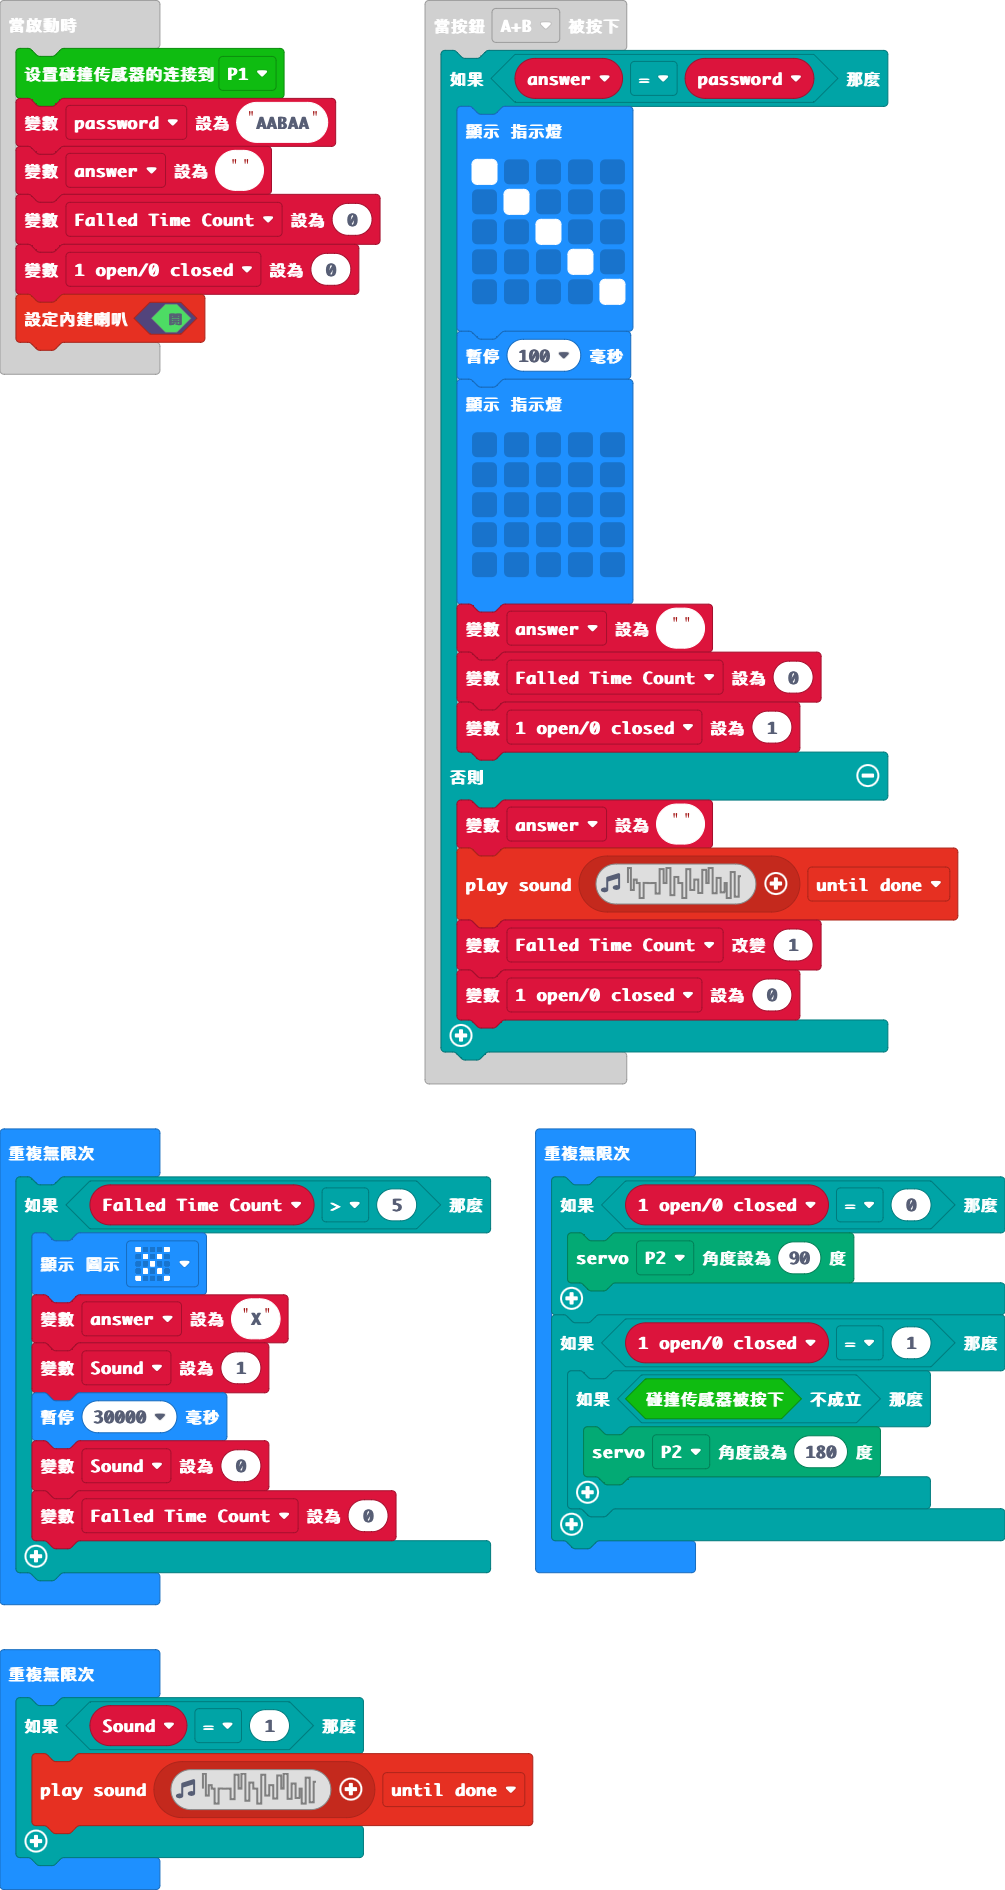 當啟動時
设置碰撞传感器的连接到 P1
變數 password 設為 "AABAA"
變數 answer 設為 " "
變數 Falled Time Count 設為 0
變數 1 open/0 closed 設為 0
設定內建喇叭 開
當按鈕 A+B 被按下
如果 answer = password 那麼
顯示 指示燈
暫停 100 毫秒
顯示 指示燈
變數 answer 設為 " "
變數 Falled Time Count 設為 0
變數 1 open/0 closed 設為 1
否則
變數 answer 設為 " "
play sound until done
變數 Falled Time Count 改變 1
變數 1 open/0 closed 設為 0
重複無限次
如果 Falled Time Count > 5 那麼
顯示 圖示
變數 answer 設為 "X"
變數 Sound 設為 1
暫停 30000 毫秒
變數 Sound 設為 0
變數 Falled Time Count 設為 0
重複無限次
如果 1 open/0 closed = 0 那麼
servo P2 角度設為 90 度
如果 1 open/0 closed = 1 那麼
如果 碰撞传感器被按下 不成立 那麼
servo P2 角度設為 180 度
重複無限次
如果 Sound = 1 那麼
play sound until done